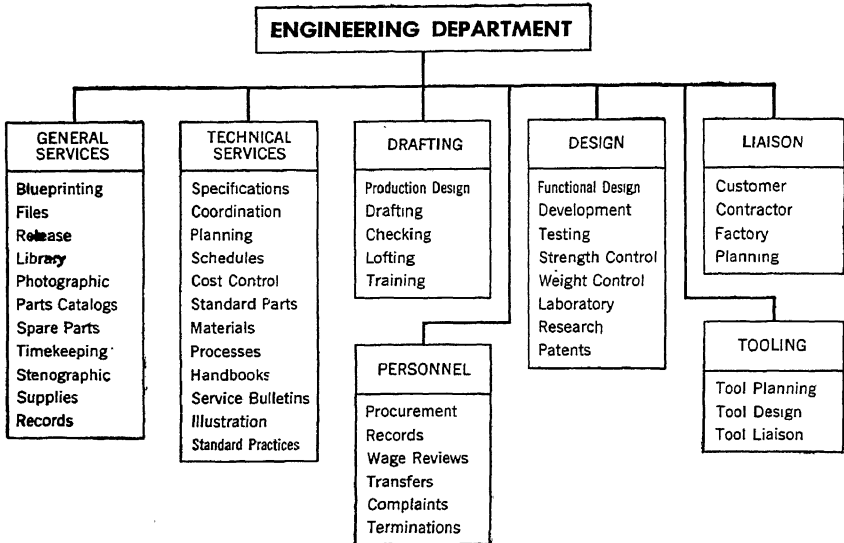 ENGINEERING DEPARTMENT
GENERAL
SERVICES
Blueprinting
Files
Release
Library
Photographic
Parts Catalogs
Spare Parts
Timekeeping
Stenographic
Supplies
Records
TECHNICAL
SERVICES
Specifications
Coordination
Planning
Schedules
Cost Control
Standard Parts
Materials
Processes
Handbooks
Service Bulletins
Illustration
Standard Practices
DRAFTING
Production Design
Drafting
Checking
Lofting
Training
PERSONNEL
Procurement
Records
Wage Reviews
Transfers
Complaints
Terminations
DESIGN
Functional Design
Development
Testing
Strength Control
Weight Control
Laboratory
Research
Patents
LIAISON
Customer
Contractor
Factory
Planning
TOOLING
Tool Planning
Tool Design
Tool Liaison